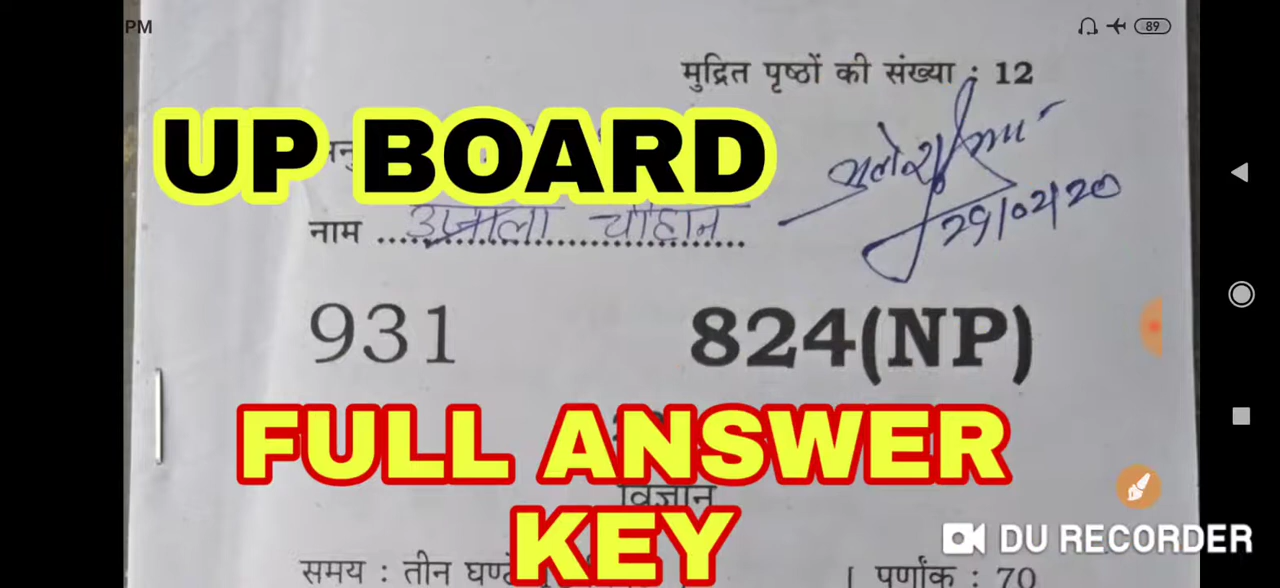 PM
89
मुद्रित पृष्ठों की संख्या : 12
UP BOARD
नाम उजाला चौहान
29/02/20
931
824(NP)
FULL ANSWER
विज्ञान
KEY
समय : तीन घण्टे
[ पूर्णांक : 70
DU RECORDER